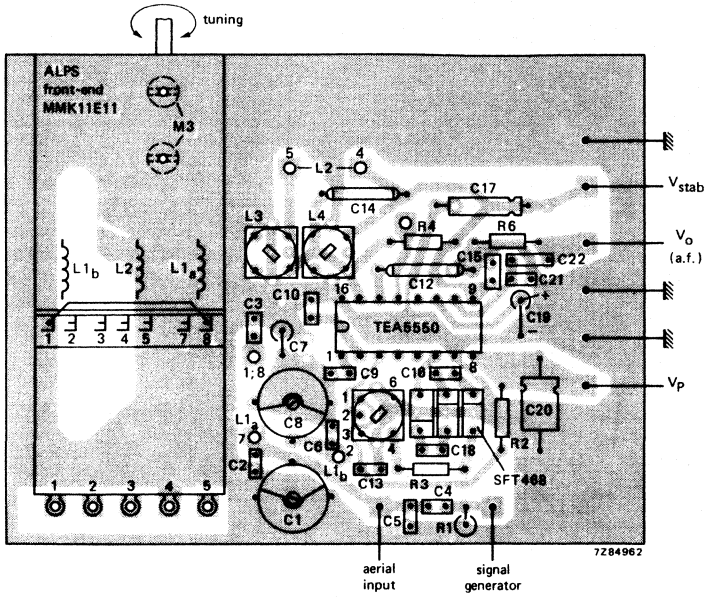 tuning
ALPS
front-end
MMK11E11
M3
5 L2 4
C17
Vstab
C14
L3 L4
R4 R6
Vo
(a.f.)
L1b L2 L1a
C15 C22
C12 C21
C10 16 9
C3
TEA5550
+
C19
-
1 2 3 4 5 7 8
C7
1 8
1;8
C9 C16
VP
6
1
C8 2 C20
L1a
3 4
7 C6 R2
2 C18
C2 L1b
C13 R3 SFT468
1 2 3 4 5
C4
C1 C5 R1
7Z84962
aerial
input
signal
generator